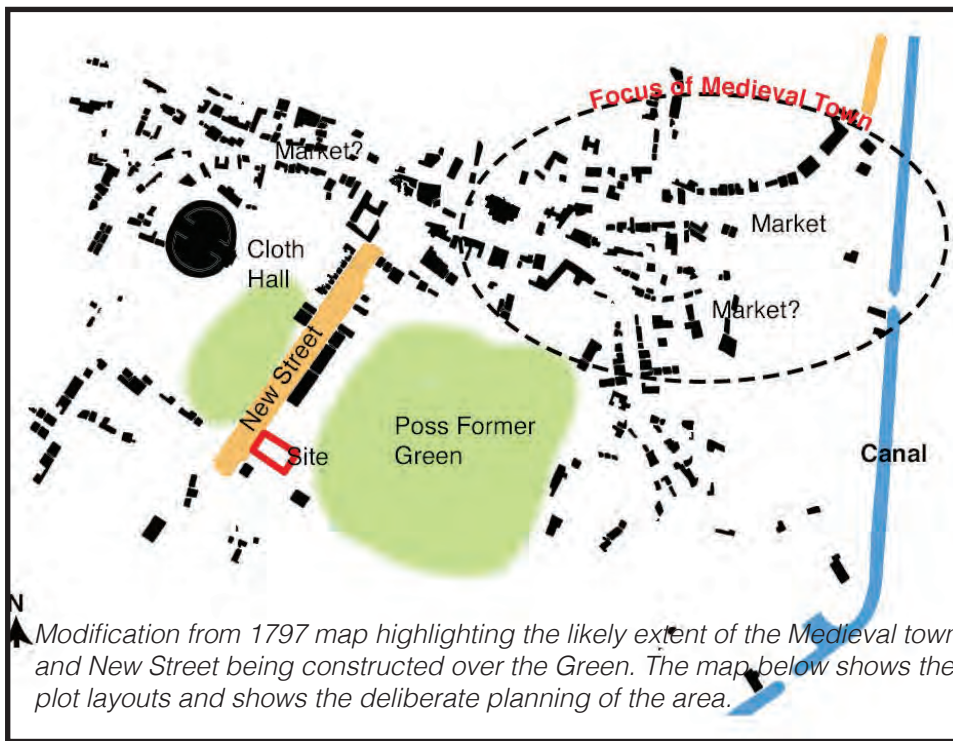 Focus of Medieval Town
Market?
Market
Cloth
Hall
Market?
New Street
Poss Former
Green
Site
Canal
N
Modification from 1797 map highlighting the likely extent of the Medieval town
and New Street being constructed over the Green. The map below shows the
plot layouts and shows the deliberate planning of the area.